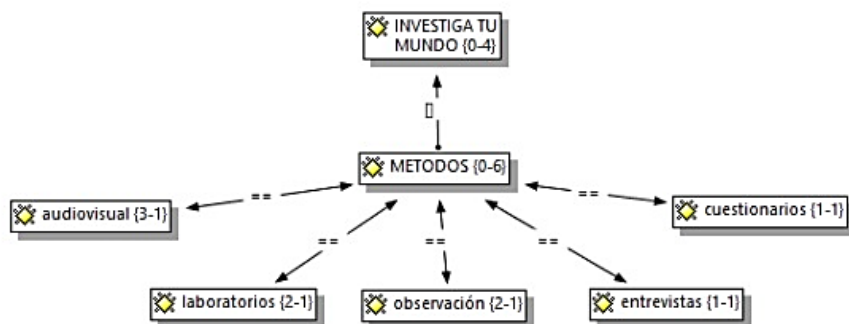 INVESTIGA TU
MUNDO {0-4}
[]
METODOS {0-6}
==
==
==
==
==
audiovisual {3-1}
cuestionarios {1-1}
laboratorios {2-1}
observación {2-1}
entrevistas {1-1}